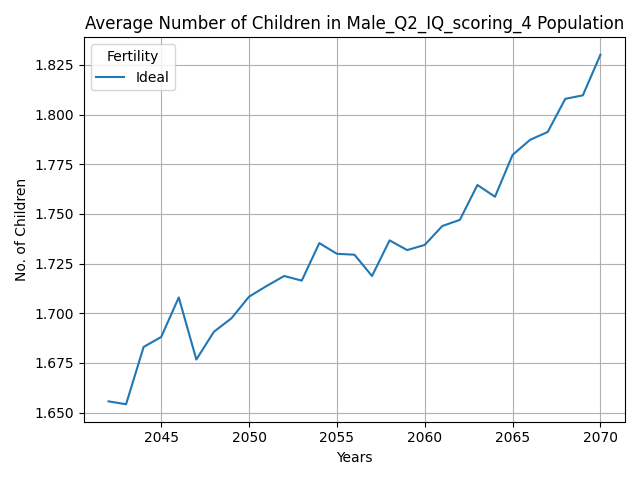 Average Number of Children in Male_Q2_IQ_scoring_4 Population
Fertility
Ideal
No. of Children
1.825
1.800
1.775
1.750
1.725
1.700
1.675
1.650
2045 2050 2055 2060 2065 2070
Years